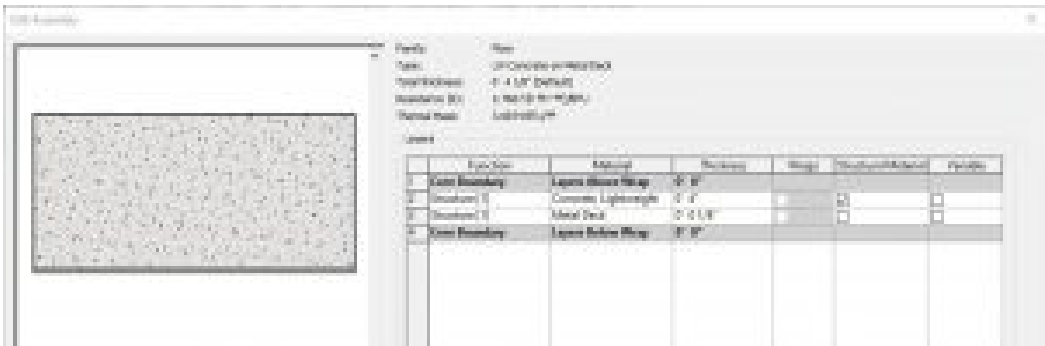 Edit Assembly
Family: Floor
Type: LW Concrete on Metal Deck
Total thickness: 0' 4 1/8" (Default)
Resistance (R):
Thermal Mass:
Layers
Function Material Thickness Wraps Structural Material Variable
1 Core Boundary Layers Above Wrap 0' 0"
2 Structure [1] Concrete, Lightweight 0' 4"
3 Structure [1] Metal Deck 0' 0 1/8"
4 Core Boundary Layers Below Wrap 0' 0"